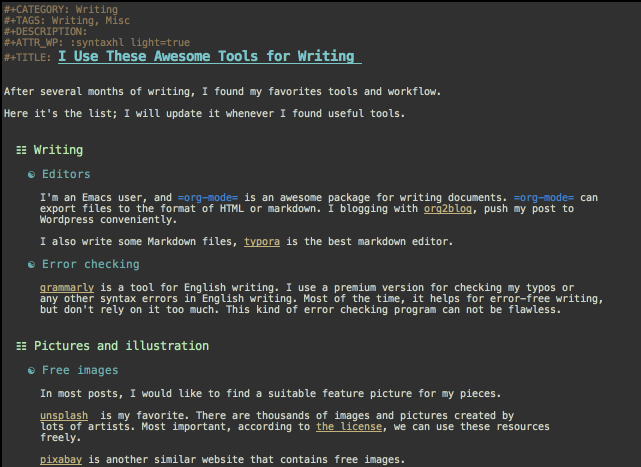 #+CATEGORY: Writing
#+TAGS: Writing, Misc
#+DESCRIPTION:
#+ATTR_WP: :syntaxhl light=true
#+TITLE: I Use These Awesome Tools for Writing
After several months of writing, I found my favorites tools and workflow.
Here it's the list; I will update it whenever I found useful tools.
☷ Writing
☯ Editors
I'm an Emacs user, and =org-mode= is an awesome package for writing documents. =org-mode= can
export files to the format of HTML or markdown. I blogging with org2blog, push my post to
Wordpress conveniently.
I also write some Markdown files, typora is the best markdown editor.
☯ Error checking
grammarly is a tool for English writing. I use a premium version for checking my typos or
any other syntax errors in English writing. Most of the time, it helps for error-free writing,
but don't rely on it too much. This kind of error checking program can not be flawless.
☷ Pictures and illustration
☯ Free images
In most posts, I would like to find a suitable feature picture for my pieces.
unsplash  is my favorite. There are thousands of images and pictures created by
lots of artists. Most important, according to the license, we can use these resources
freely.
pixabay is another similar website that contains free images.